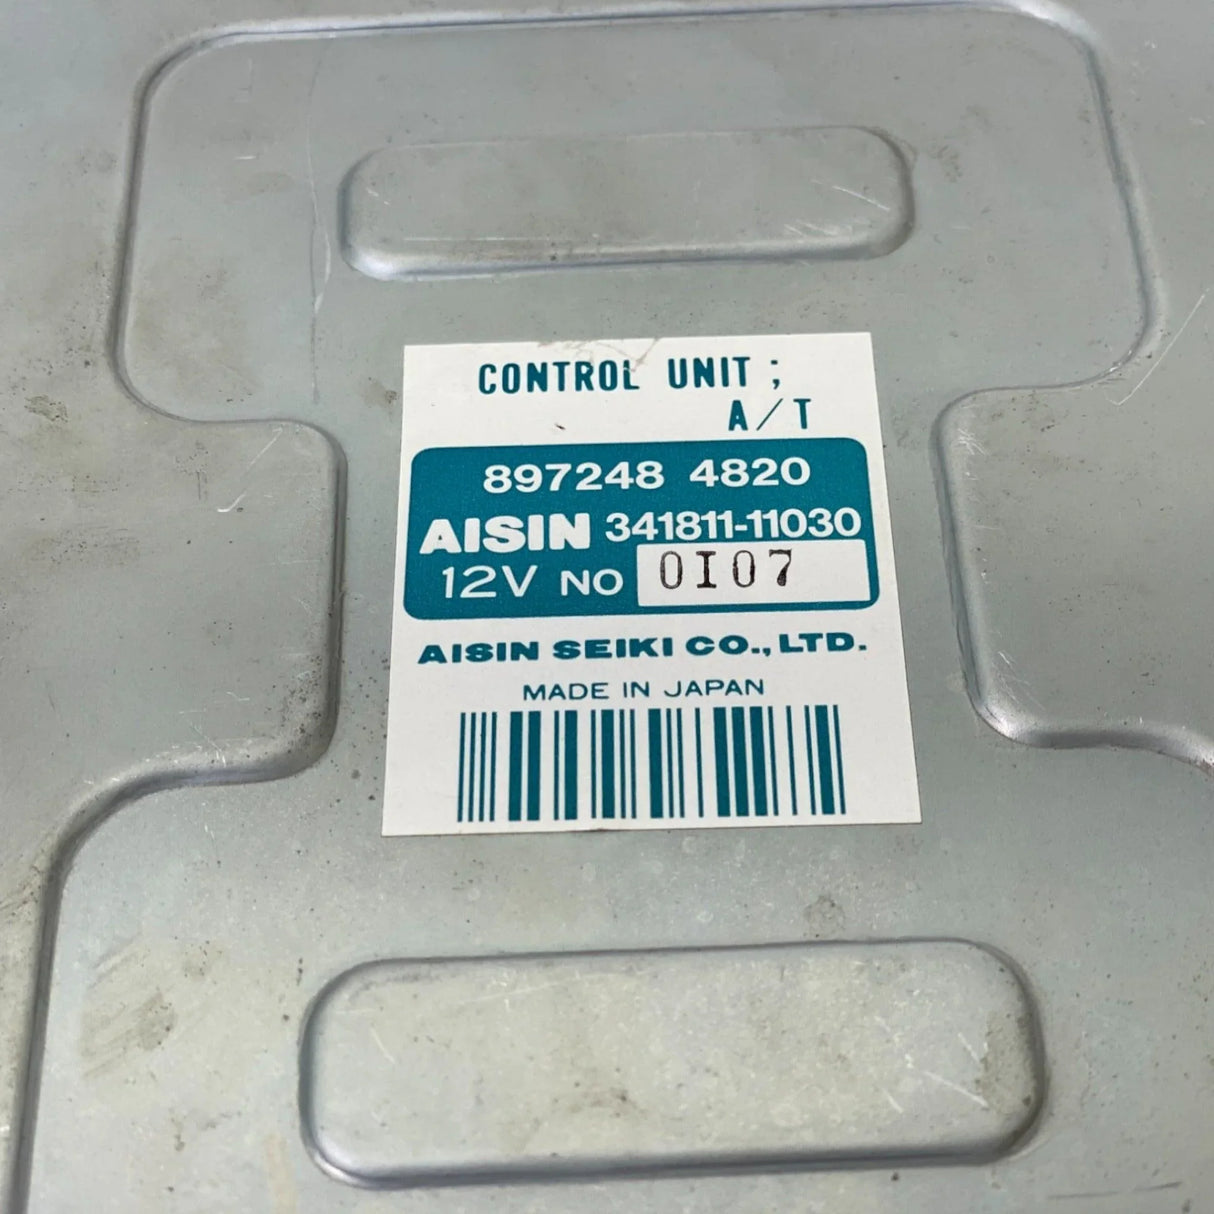 CONTROL UNIT ;
A/T
897248 4820
AISIN 341811-11030
12V NO 0I07
AISIN SEIKI CO., LTD.
MADE IN JAPAN